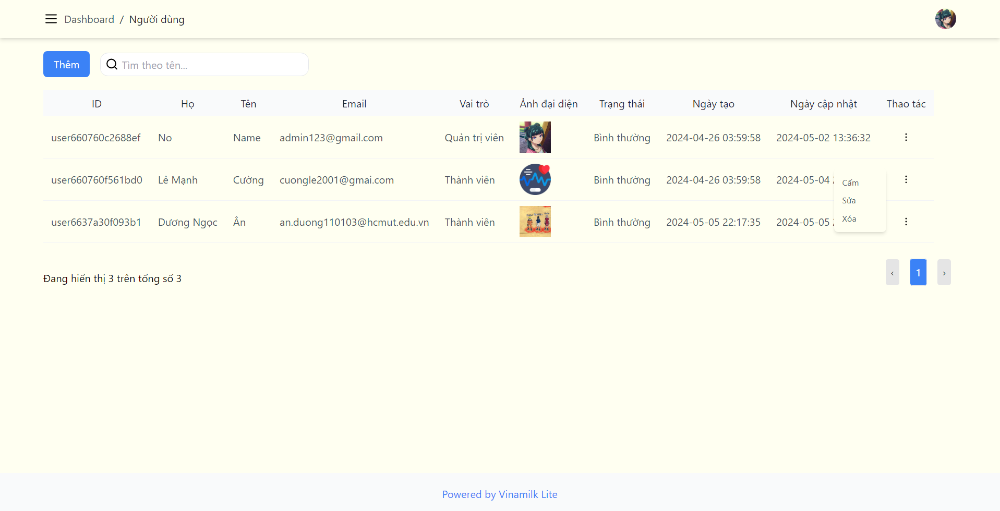 Dashboard / Người dùng
Thêm
Tìm theo tên...
ID Họ Tên Email Vai trò Ảnh đại diện Trạng thái Ngày tạo Ngày cập nhật Thao tác
user660760c2688ef No Name admin123@gmail.com Quản trị viên Bình thường 2024-04-26 03:59:58 2024-05-02 13:36:32
user660760f561bd0 Lê Mạnh Cường cuongle2001@gmai.com Thành viên Bình thường 2024-04-26 03:59:58 2024-05-04
Cấm
Sửa
Xóa
user6637a30f093b1 Dương Ngọc Ân an.duong110103@hcmut.edu.vn Thành viên Bình thường 2024-05-05 22:17:35 2024-05-05
Đang hiển thị 3 trên tổng số 3
‹ 1 ›
Powered by Vinamilk Lite